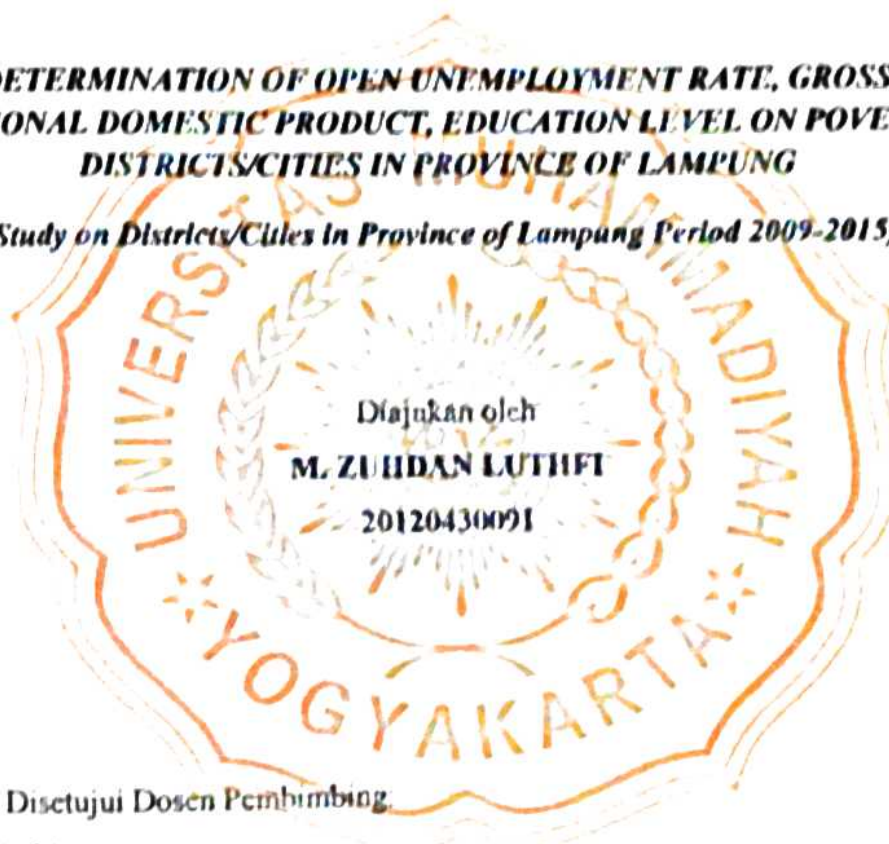 DETERMINATION OF OPEN UNEMPLOYMENT RATE, GROSS
IONAL DOMESTIC PRODUCT, EDUCATION LEVEL ON POVE
DISTRICTS/CITIES IN PROVINCE OF LAMPUNG
Study on Districts/Cities in Province of Lampung Period 2009-2015
UNIVERSITAS MUHAMMADIYAH
Diajukan oleh
M. ZUHDAN LUTHFI
20120430091
YOGYAKARTA
Disetujui Dosen Pembimbing